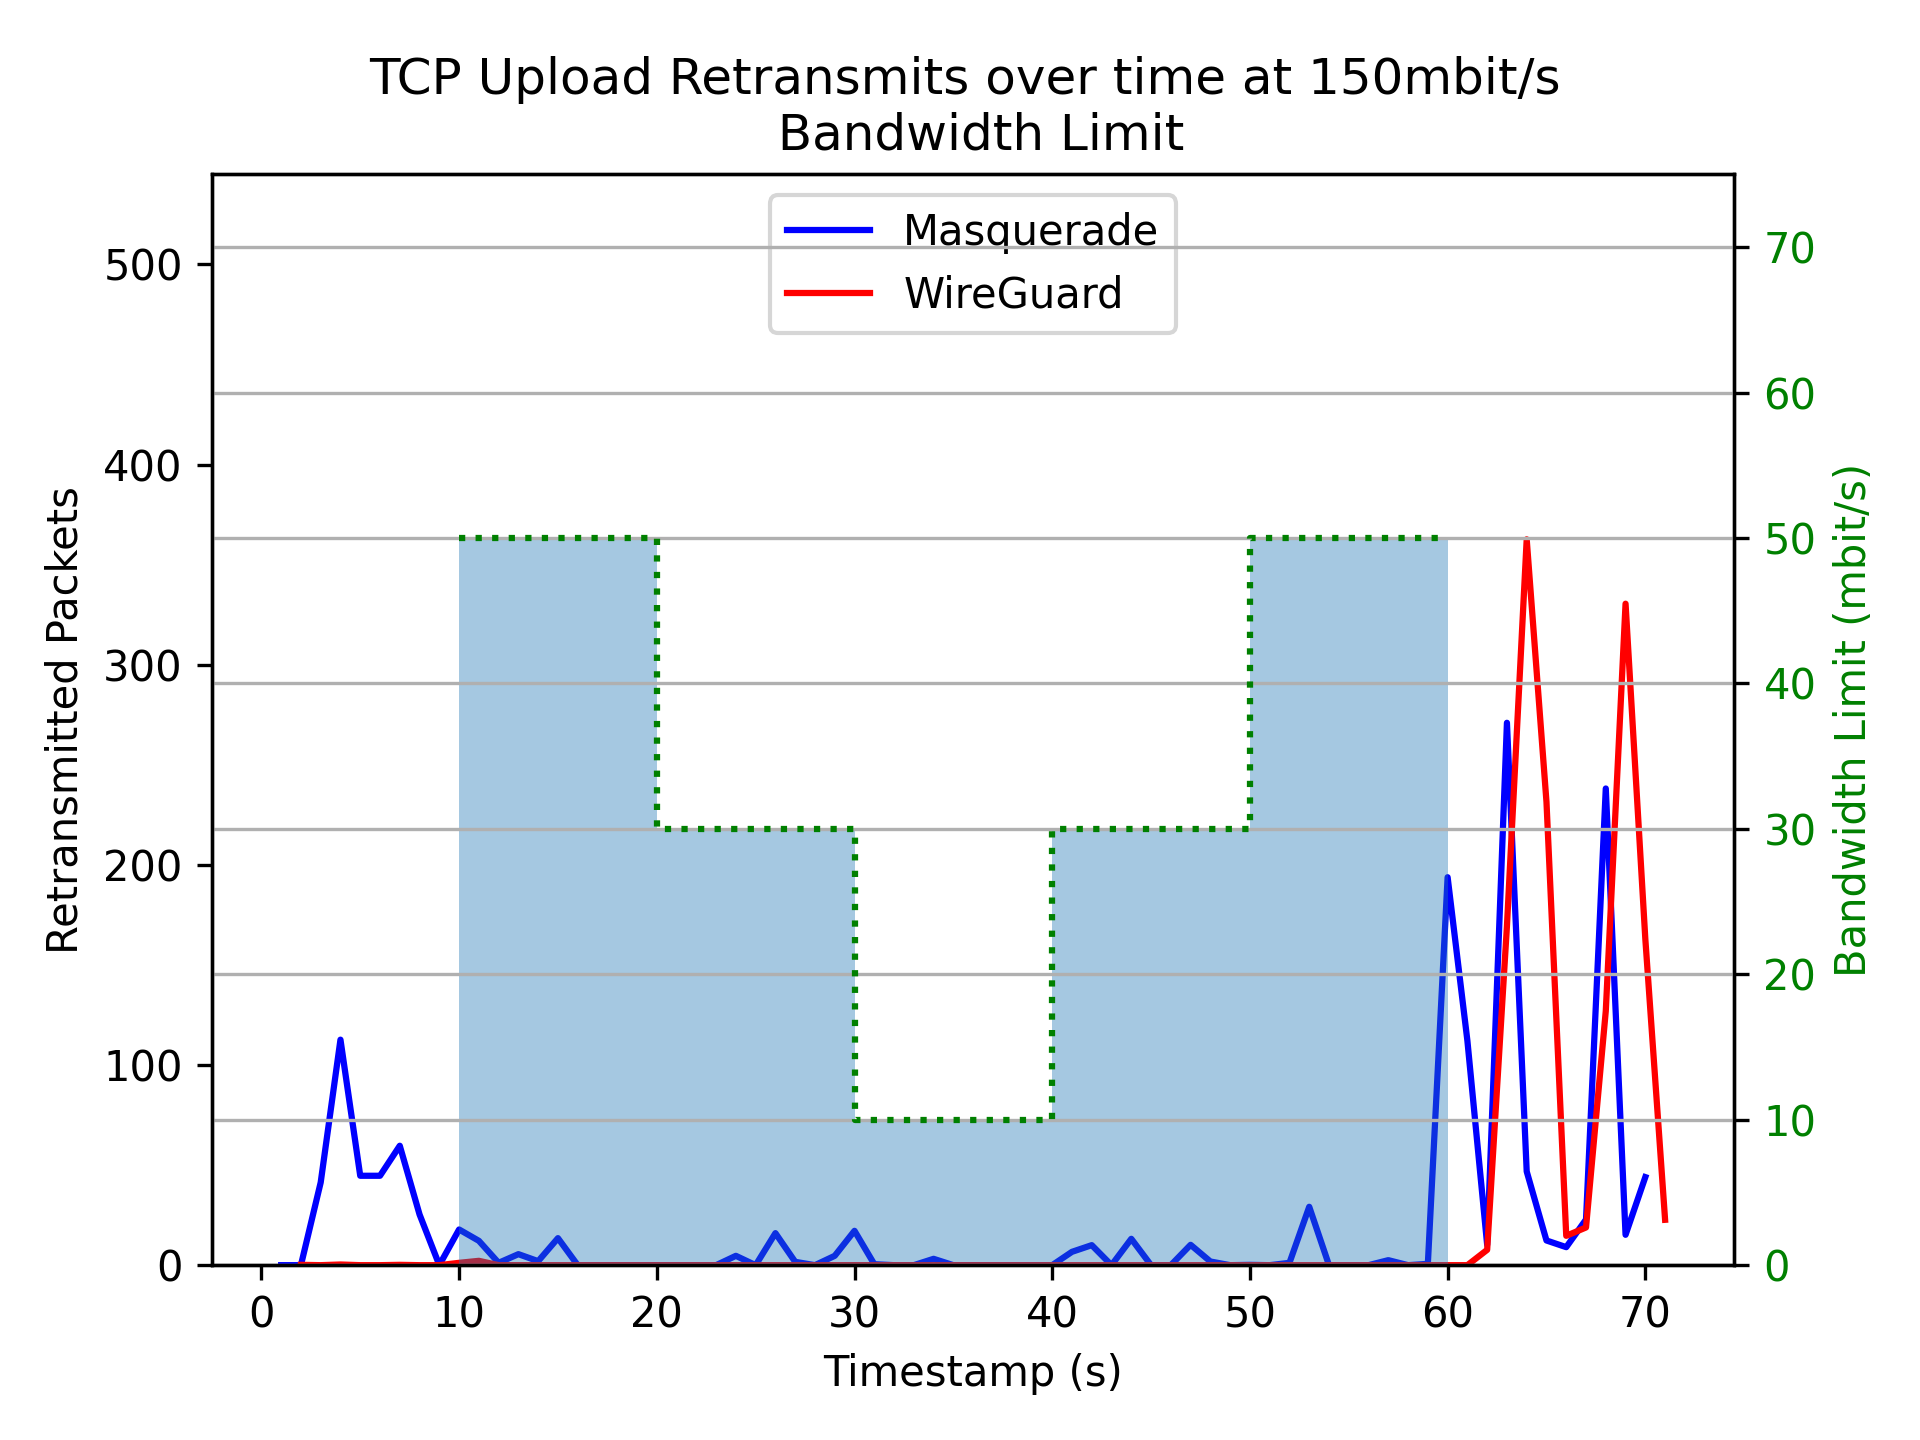 TCP Upload Retransmits over time at 150mbit/s
Bandwidth Limit
Masquerade
WireGuard
Retransmitted Packets
500
400
300
200
100
0
70
60
50
40
30
20
10
0
Bandwidth Limit (mbit/s)
0 10 20 30 40 50 60 70
Timestamp (s)